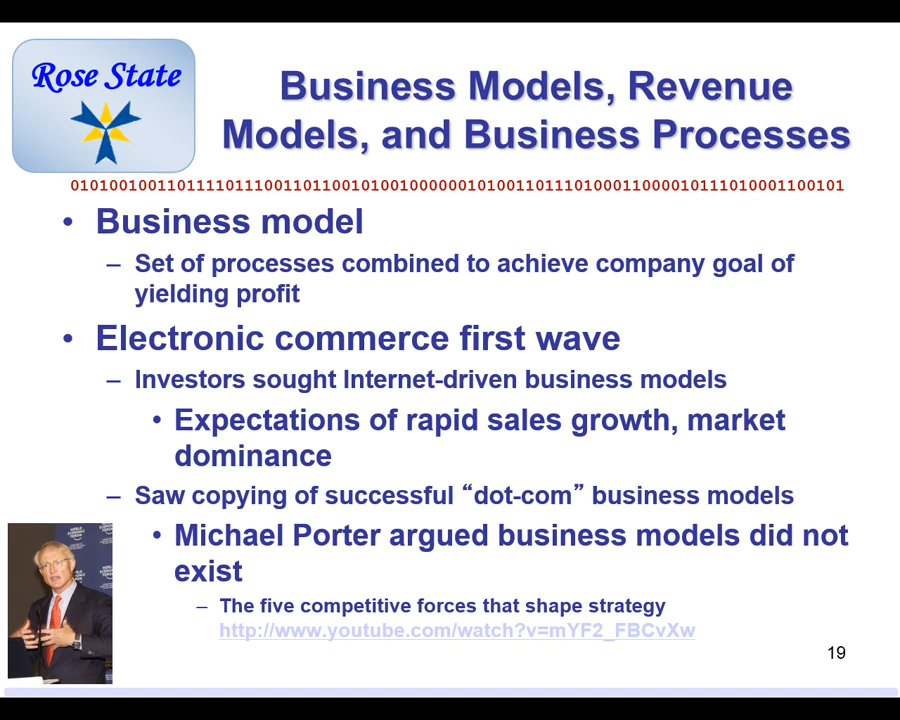 Rose State
Business Models, Revenue
Models, and Business Processes
01010010011011110111001101100101001000000101001101110100011000010111010001100101
• Business model
– Set of processes combined to achieve company goal of
yielding profit
• Electronic commerce first wave
– Investors sought Internet-driven business models
• Expectations of rapid sales growth, market
dominance
– Saw copying of successful “dot-com” business models
• Michael Porter argued business models did not
exist
– The five competitive forces that shape strategy
http://www.youtube.com/watch?v=mYF2_FBCvXw
19